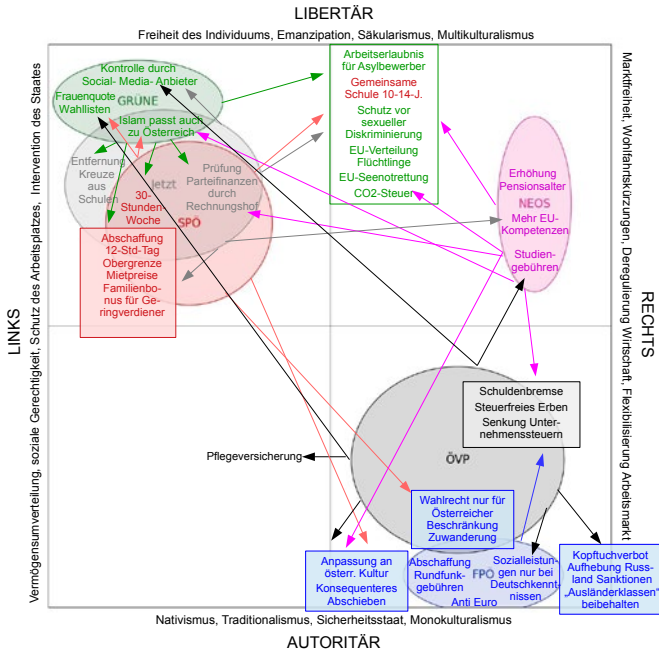 LIBERTÄR
Freiheit des Individuums, Emanzipation, Säkularismus, Multikulturalismus
LINKS
Vermögensumverteilung, soziale Gerechtigkeit, Schutz des Arbeitsplatzes, Intervention des Staates
Kontrolle durch
Social- Media- Anbieter
GRÜNE
Frauenquote
Wahllisten
Islam passt auch
zu Österreich
Entfernung
Kreuze
aus
Schulen
jetzt
Prüfung
Parteifinanzen
durch
Rechnungshof
30-
Stunden-
Woche
SPÖ
Abschaffung
12-Std-Tag
Obergrenze
Mietpreise
Familienbo-
nus für Ge-
ringverdiener
Arbeitserlaubnis
für Asylbewerber
Gemeinsame
Schule 10-14-J.
Schutz vor
sexueller
Diskriminierung
EU-Verteilung
Flüchtlinge
EU-Seenotrettung
CO2-Steuer
Erhöhung
Pensionsalter
NEOS
Mehr EU-
Kompetenzen
Studien-
gebühren
Schuldenbremse
Steuerfreies Erben
Senkung Unter-
nehmenssteuern
ÖVP
Pflegeversicherung
Wahlrecht nur für
Österreicher
Beschränkung
Zuwanderung
Anpassung an
österr. Kultur
Konsequenteres
Abschieben
Abschaffung
Rundfunk-
gebühren
FPÖ
Anti Euro
Sozialleistun-
gen nur bei
Deutschkennt-
nissen
Kopftuchverbot
Aufhebung Russ-
land Sanktionen
„Ausländerklassen"
beibehalten
RECHTS
Marktfreiheit, Wohlfahrtskürzungen, Deregulierung Wirtschaft, Flexibilisierung Arbeitsmarkt
Nativismus, Traditionalismus, Sicherheitsstaat, Monokulturalismus
AUTORITÄR